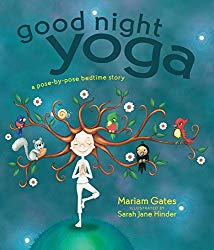 good night
yoga
a pose-by-pose bedtime story
Mariam Gates
ILLUSTRATED BY
Sarah Jane Hinder